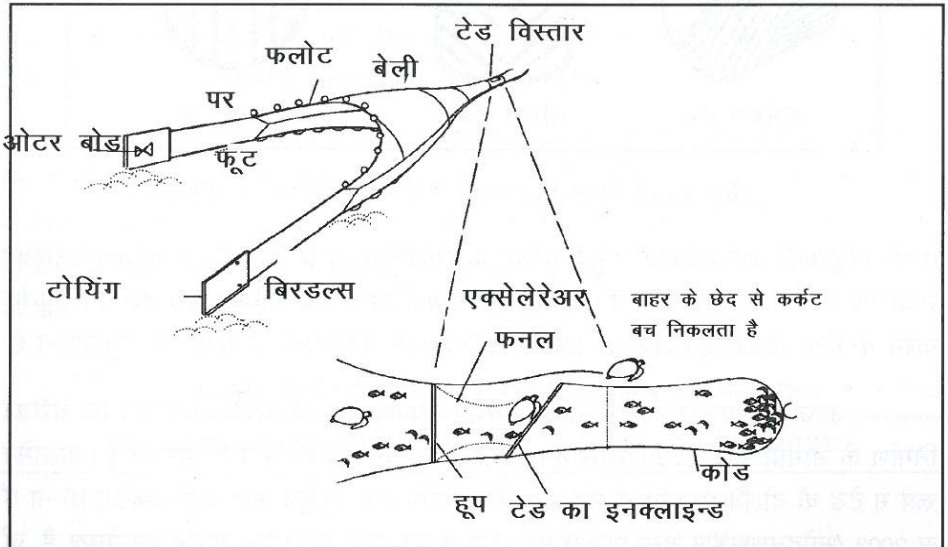 टेड विस्तार
फलोट
बेली
पर
ओटर बोड
फूट
टोयिंग
बिरडल्स
एक्सेलेरेअर
फनल
बाहर के छेद से कर्कट
बच निकलता है
कोड
हूप
टेड का इनक्लाइन्ड